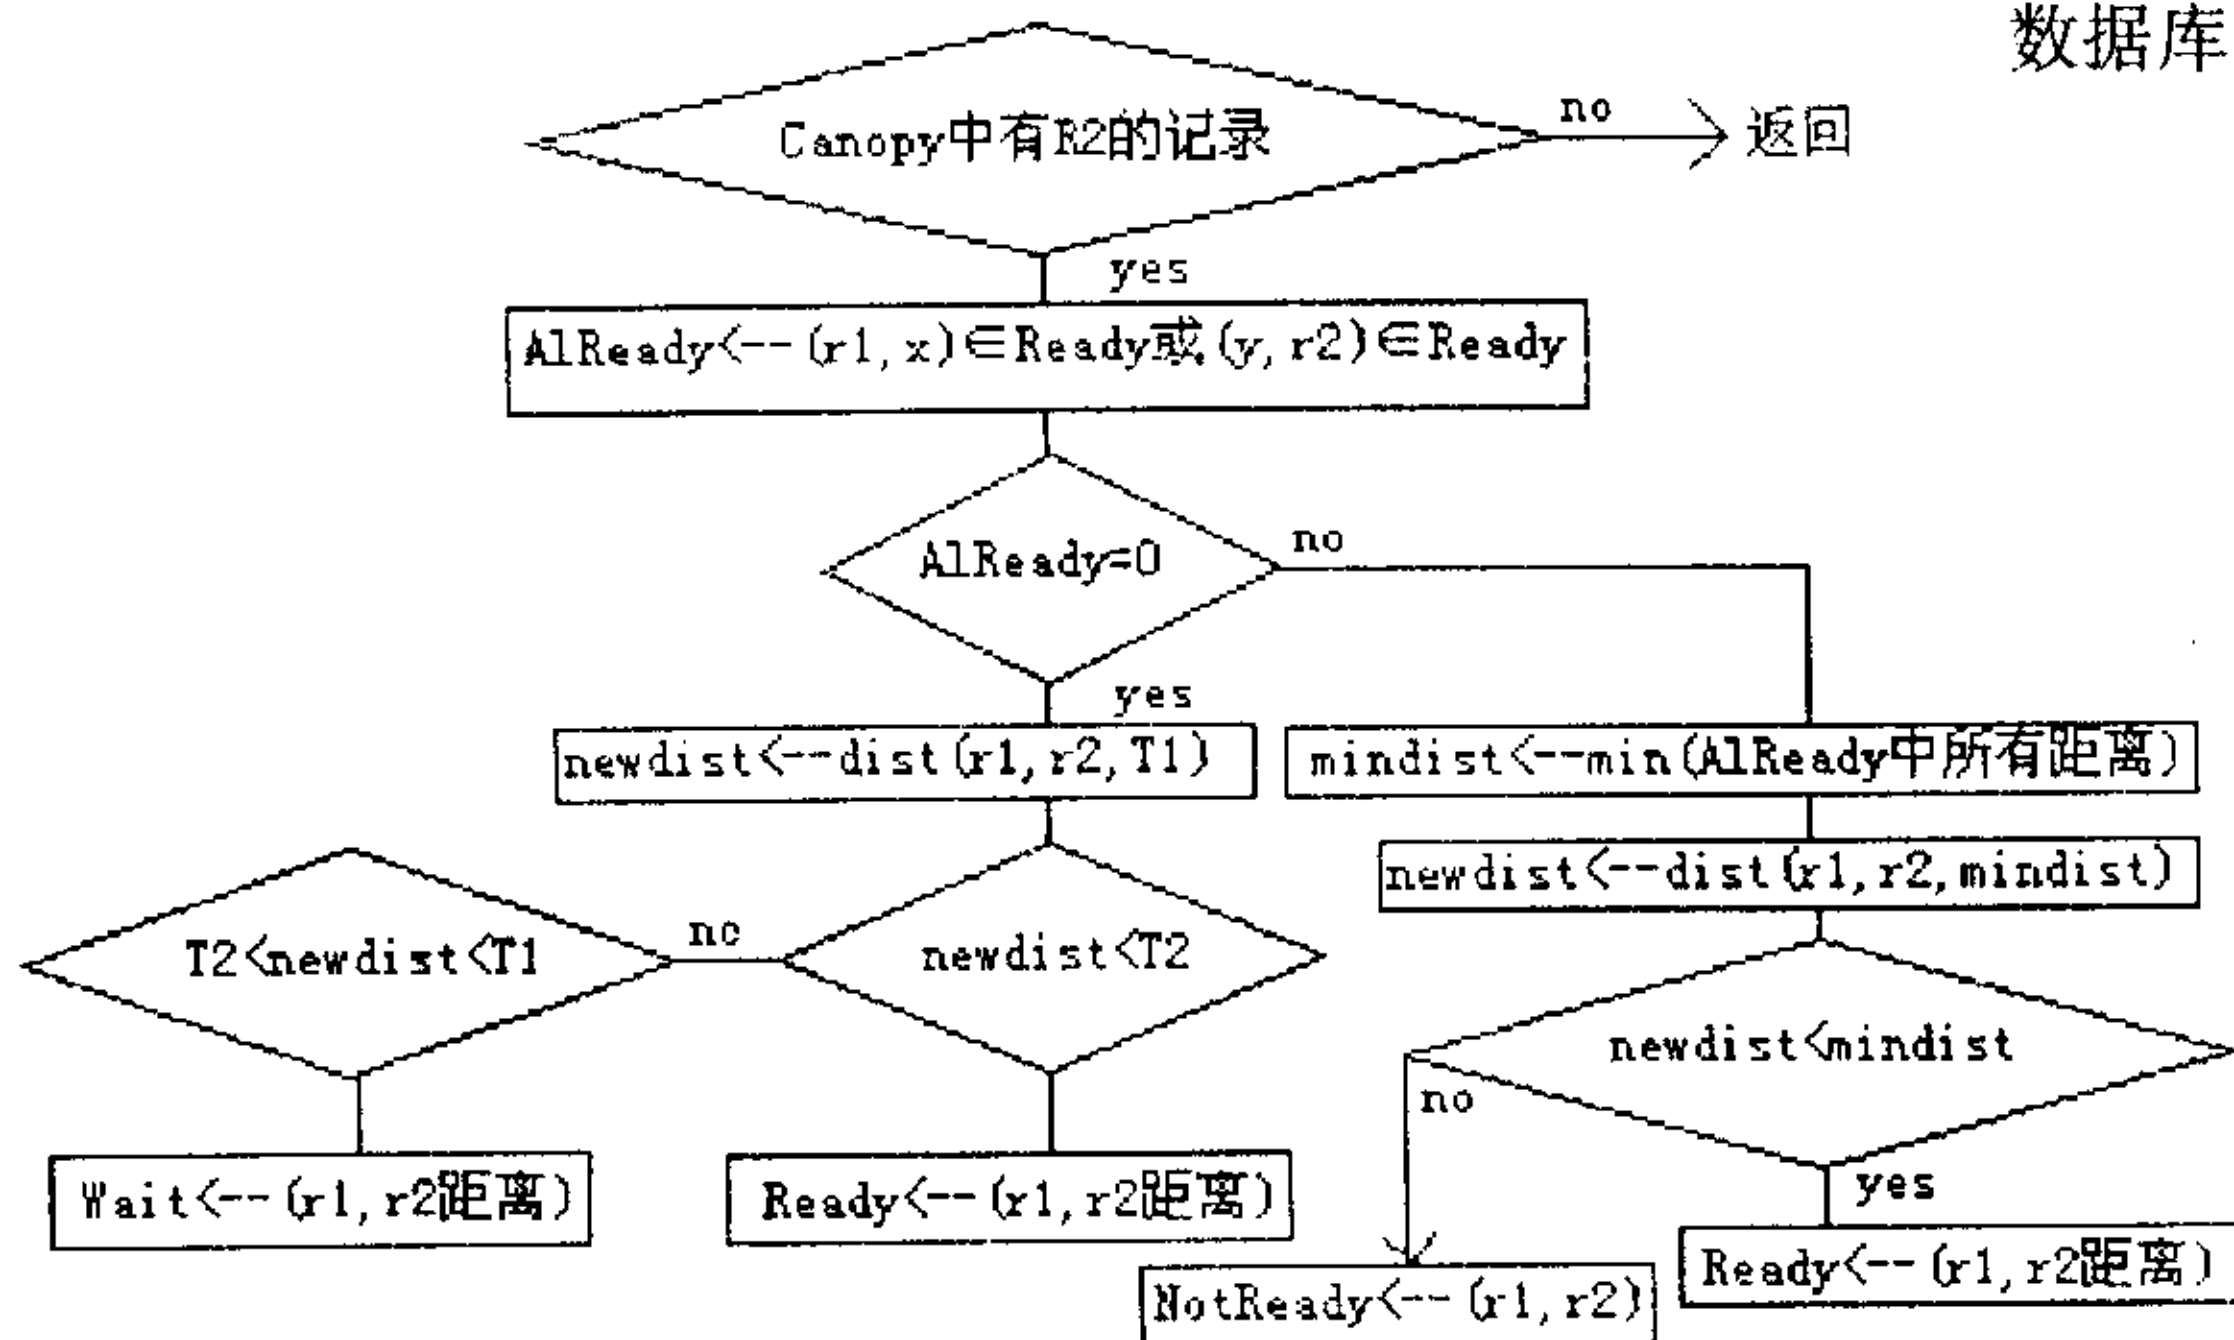 数据库
Canopy中有R2的记录
no
返回
yes
AlReady<--(r1,x)∈Ready或(y,r2)∈Ready
AlReady=0
no
yes
newdist<--dist(r1,r2,T1)
mindist<--min(AlReady中所有距离)
newdist<--dist(r1,r2,mindist)
T2<newdist<T1
no
newdist<T2
newdist<mindist
no
yes
Wait<--(r1,r2距离)
Ready<--(r1,r2距离)
Ready<--(r1,r2距离)
NotReady<--(r1,r2)